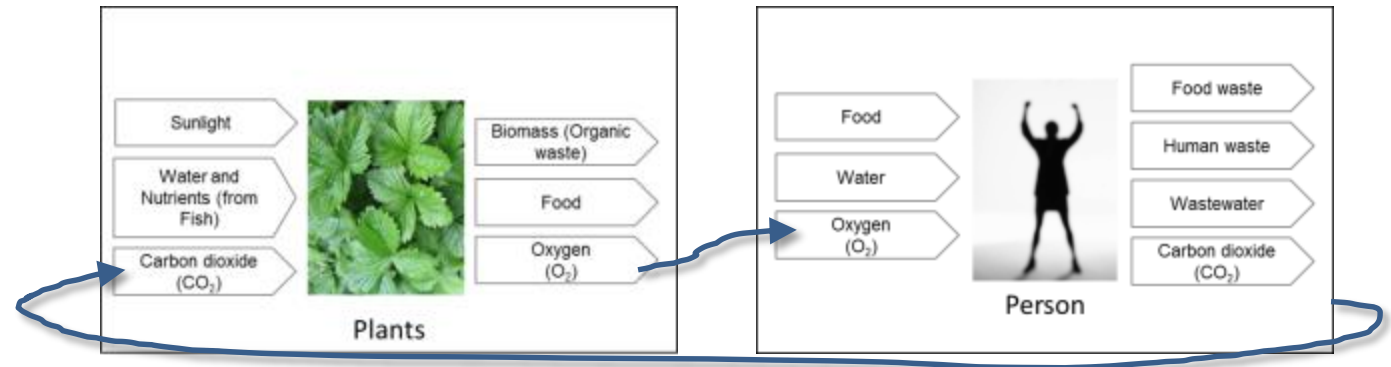 Sunlight
Water and
Nutrients (from
Fish)
Carbon dioxide
(CO₂)
Biomass (Organic
waste)
Food
Oxygen
(O₂)
Plants
Food
Water
Oxygen
(O₂)
Food waste
Human waste
Wastewater
Carbon dioxide
(CO₂)
Person